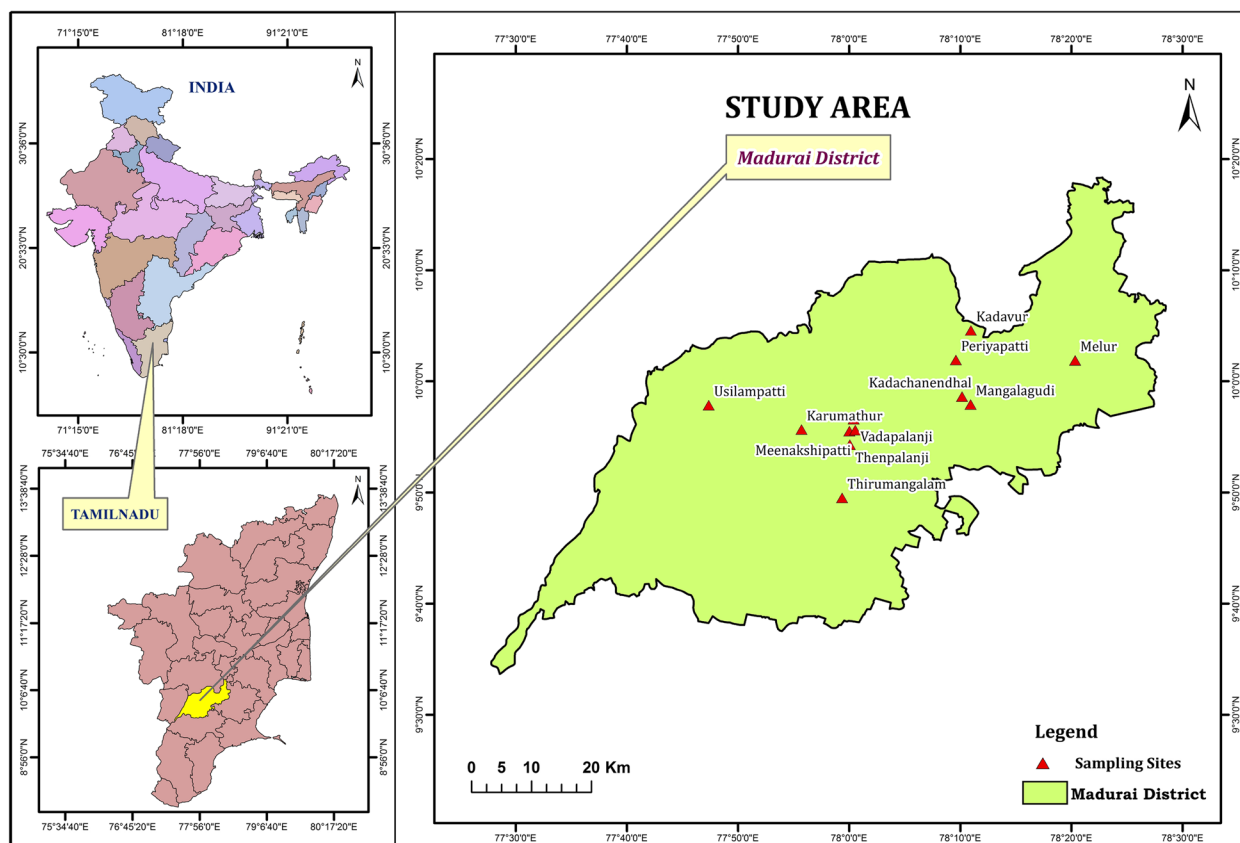 71°15'0"E 81°18'0"E 91°21'0"E
N
INDIA
30°36'0"N
20°33'0"N
10°30'0"N
30°36'0"N
20°33'0"N
10°30'0"N
71°15'0"E 81°18'0"E 91°21'0"E
TAMILNADU
75°34'40"E 76°45'20"E 77°56'0"E 79°6'40"E 80°17'20"E
N
13°38'40"N
12°28'0"N
11°17'20"N
10°6'40"N
8°56'0"N
13°38'40"N
12°28'0"N
11°17'20"N
10°6'40"N
8°56'0"N
75°34'40"E 76°45'20"E 77°56'0"E 79°6'40"E 80°17'20"E
77°30'0"E 77°40'0"E 77°50'0"E 78°0'0"E 78°10'0"E 78°20'0"E 78°30'0"E
N
STUDY AREA
Madurai District
10°20'0"N
10°10'0"N
10°0'0"N
9°50'0"N
9°40'0"N
9°30'0"N
10°20'0"N
10°10'0"N
10°0'0"N
9°50'0"N
9°40'0"N
9°30'0"N
Kadavur
Periyapatti
Melur
Kadachanendhal
Mangalagudi
Usilampatti
Karumathur
Vadapalanji
Meenakshipatti
Thenpalanji
Thirumangalam
Legend
Sampling Sites
Madurai District
0 5 10 20 Km
77°30'0"E 77°40'0"E 77°50'0"E 78°0'0"E 78°10'0"E 78°20'0"E 78°30'0"E